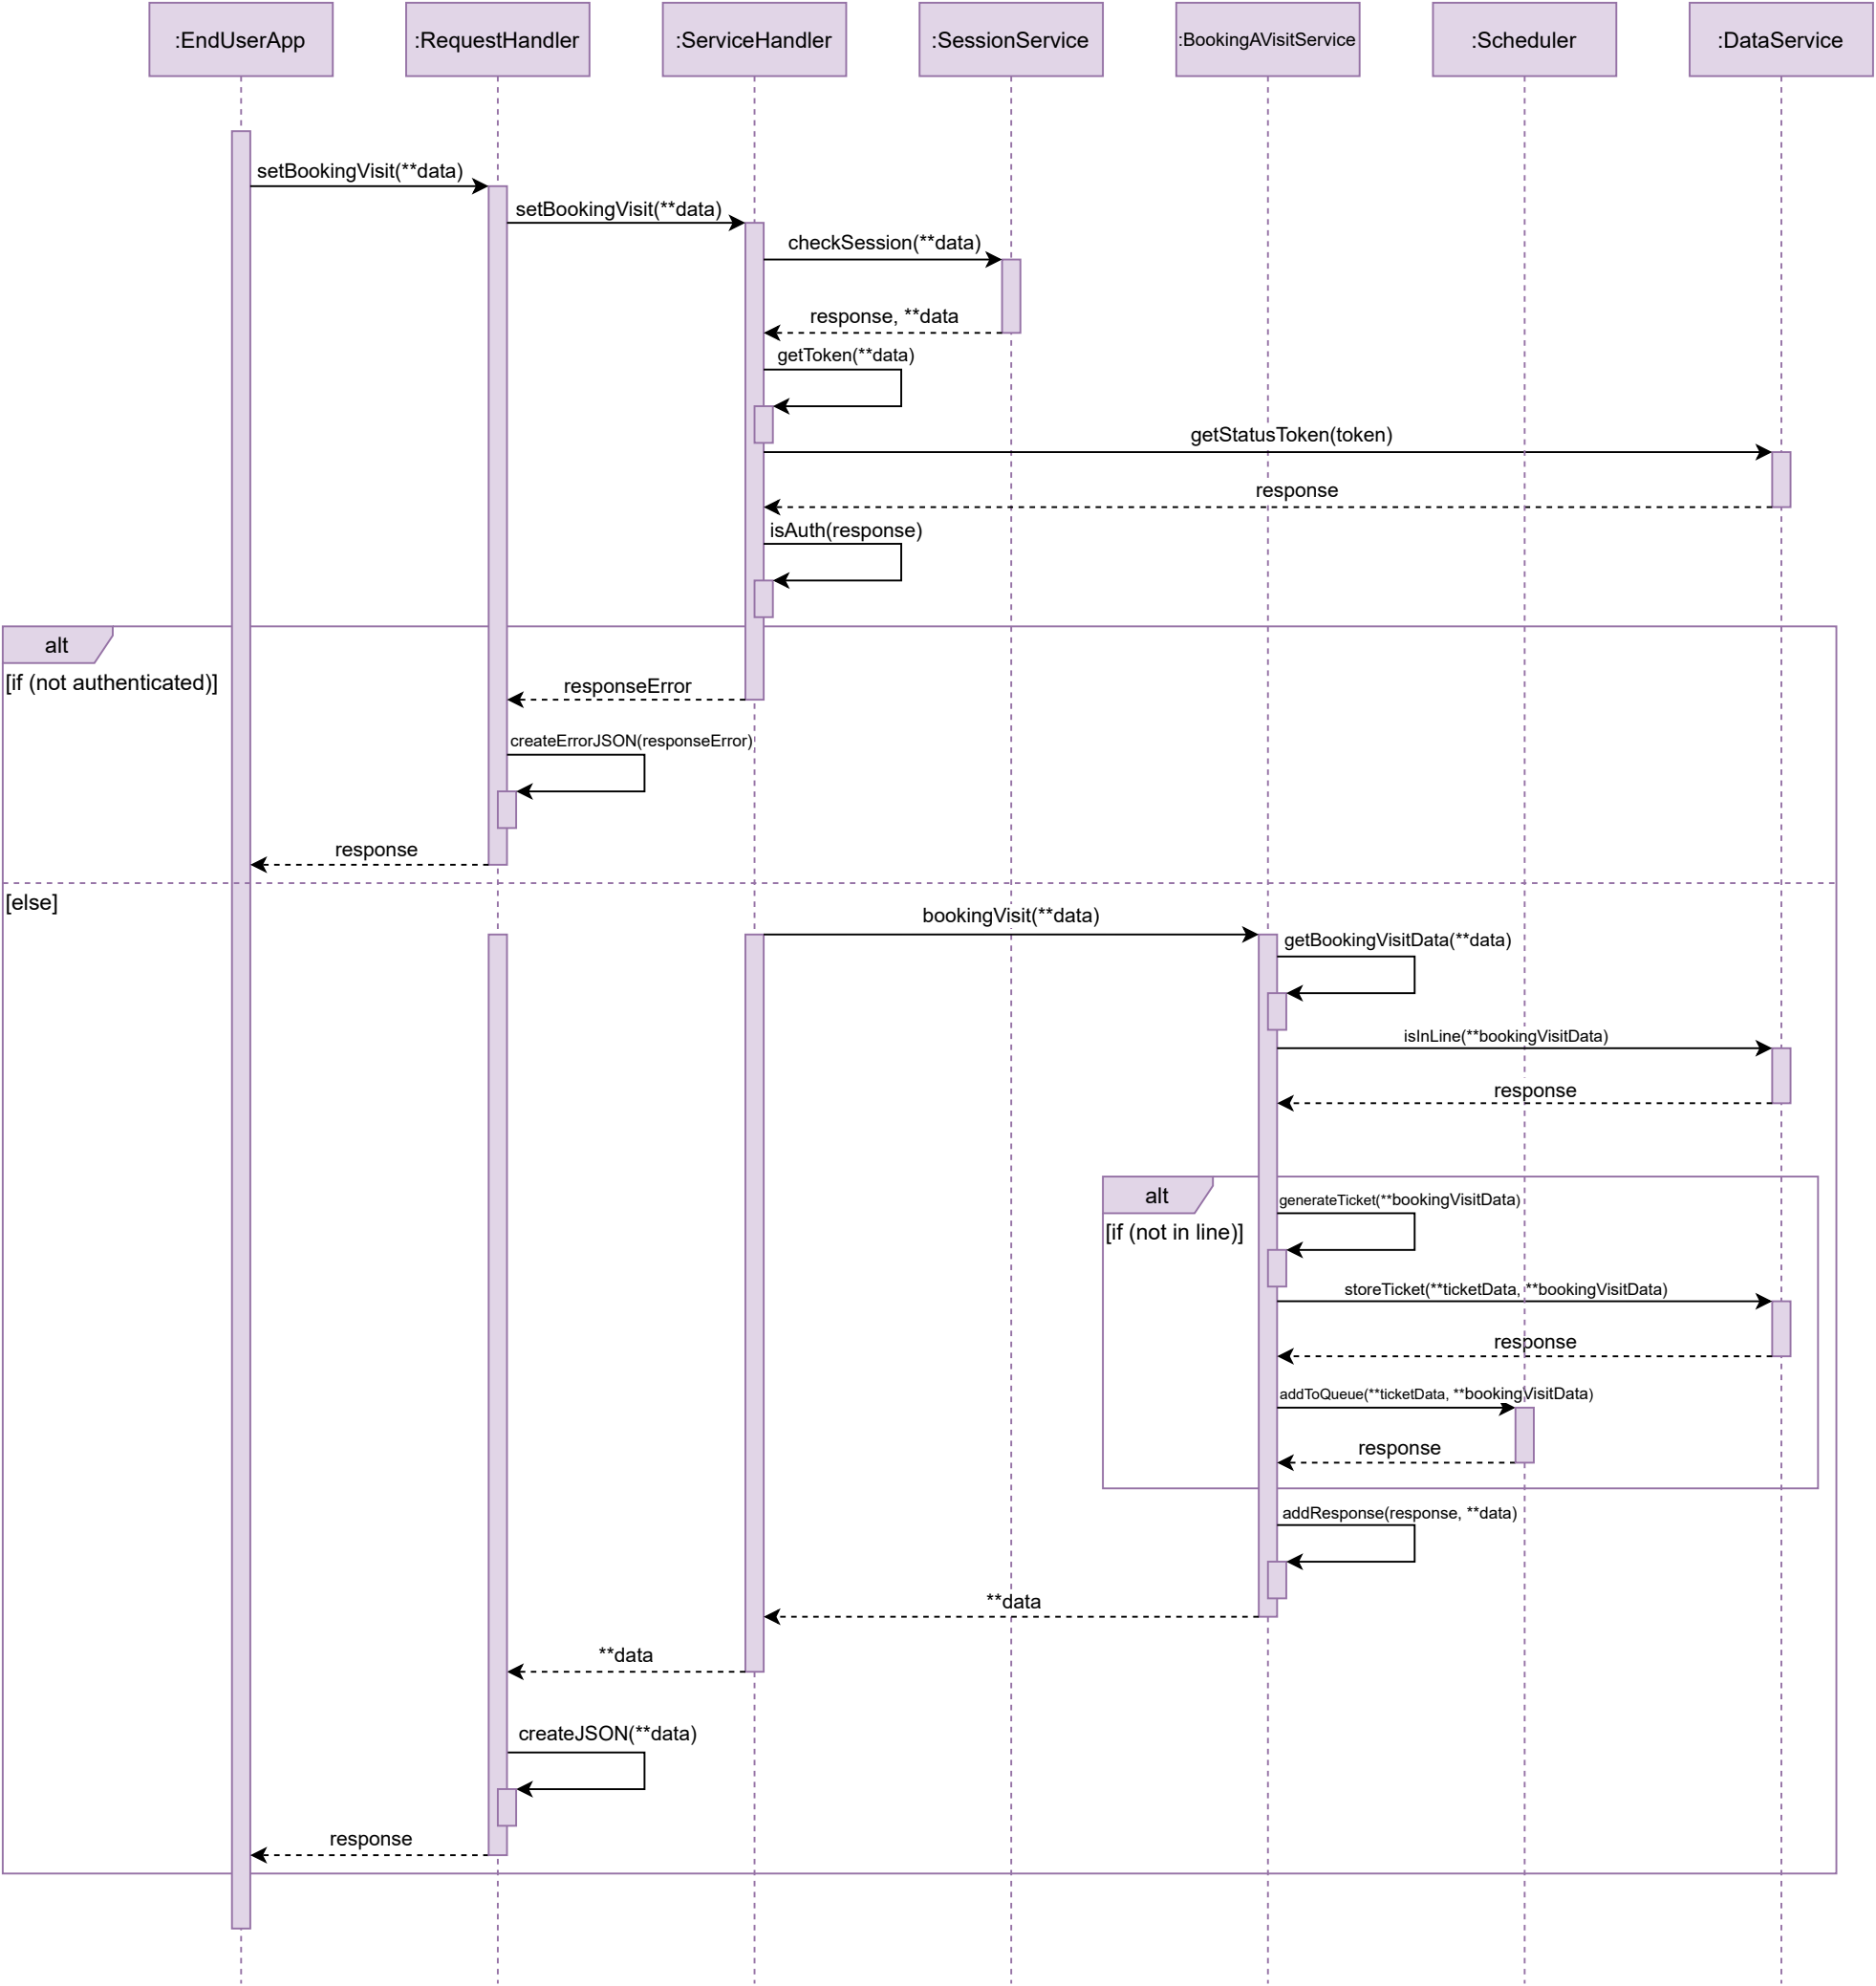 :EndUserApp
:RequestHandler
:ServiceHandler
:SessionService
:BookingAVisitService
:Scheduler
:DataService
setBookingVisit(**data)
setBookingVisit(**data)
checkSession(**data)
response, **data
getToken(**data)
getStatusToken(token)
response
isAuth(response)
alt
[if (not authenticated)]
responseError
createErrorJSON(responseError)
response
[else]
bookingVisit(**data)
getBookingVisitData(**data)
isInLine(**bookingVisitData)
response
alt
generateTicket(**bookingVisitData)
[if (not in line)]
storeTicket(**ticketData, **bookingVisitData)
response
addToQueue(**ticketData, **bookingVisitData)
response
addResponse(response, **data)
**data
**data
createJSON(**data)
response